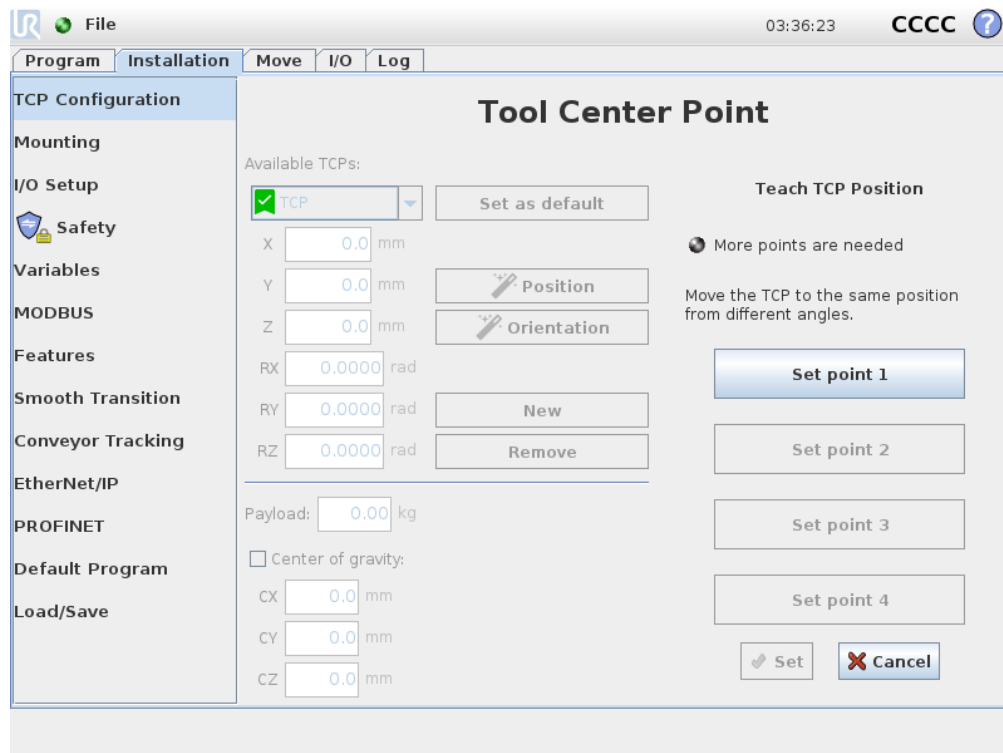 UR File 03:36:23 CCCC ?
Program Installation Move I/O Log
TCP Configuration
Mounting
I/O Setup
Safety
Variables
MODBUS
Features
Smooth Transition
Conveyor Tracking
EtherNet/IP
PROFINET
Default Program
Load/Save
Tool Center Point
Available TCPs:
TCP Set as default
X 0.0 mm
Y 0.0 mm Position
Z 0.0 mm Orientation
RX 0.0000 rad
RY 0.0000 rad New
RZ 0.0000 rad Remove
Payload: 0.00 kg
Center of gravity:
CX 0.0 mm
CY 0.0 mm
CZ 0.0 mm
Teach TCP Position
More points are needed
Move the TCP to the same position
from different angles.
Set point 1
Set point 2
Set point 3
Set point 4
Set Cancel